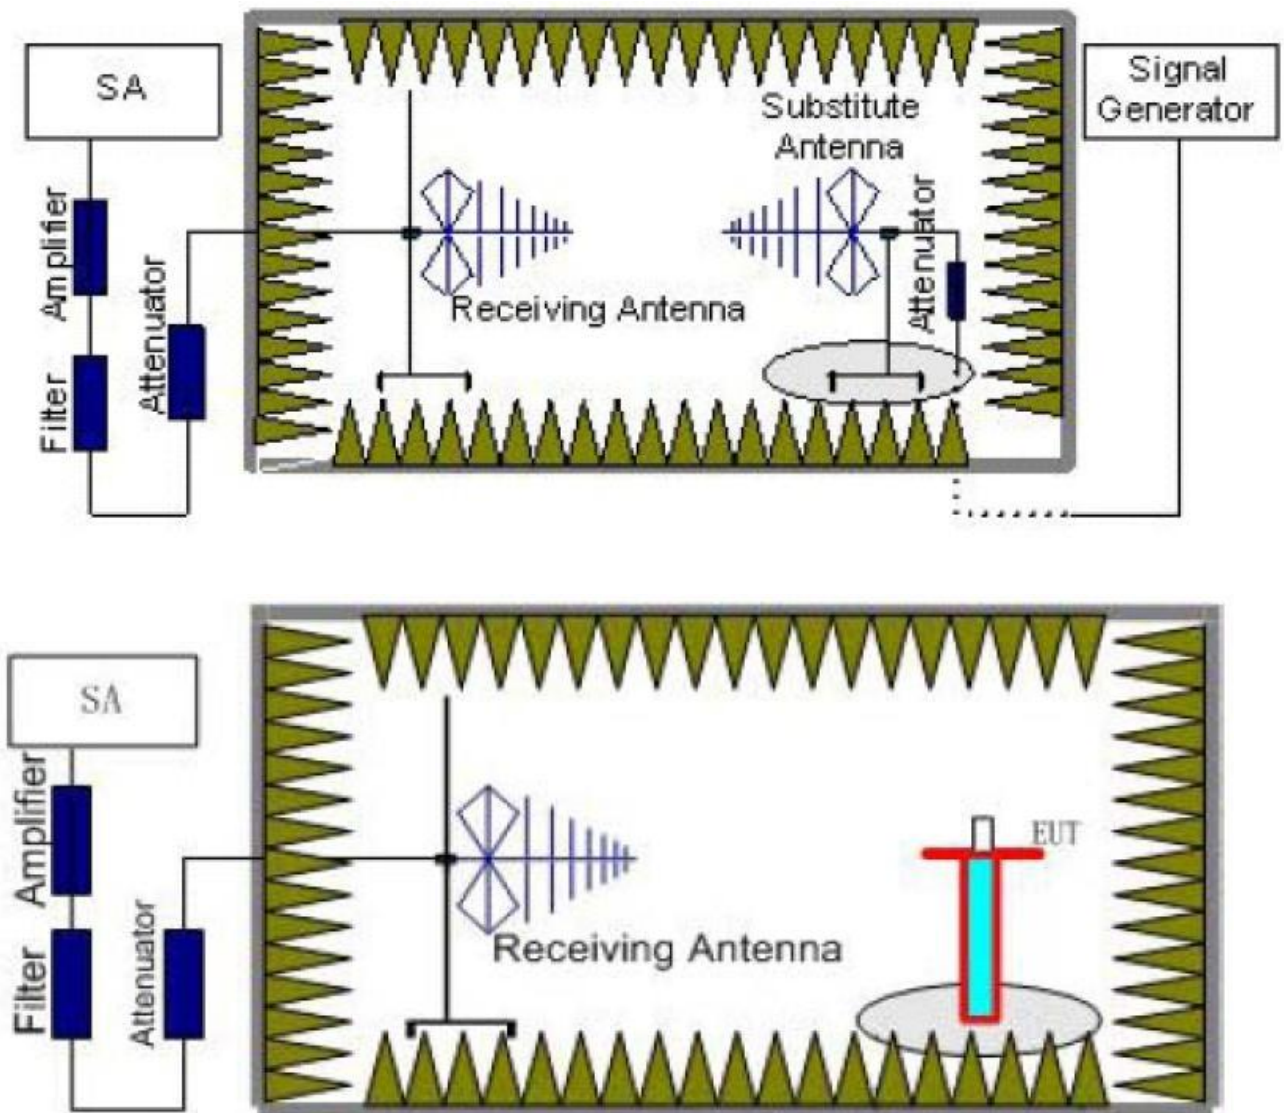 SA
Signal
Generator
Substitute
Antenna
Amplifier
Attenuator
Attenuator
Receiving Antenna
Filter
SA
Amplifier
EUT
Attenuator
Receiving Antenna
Filter